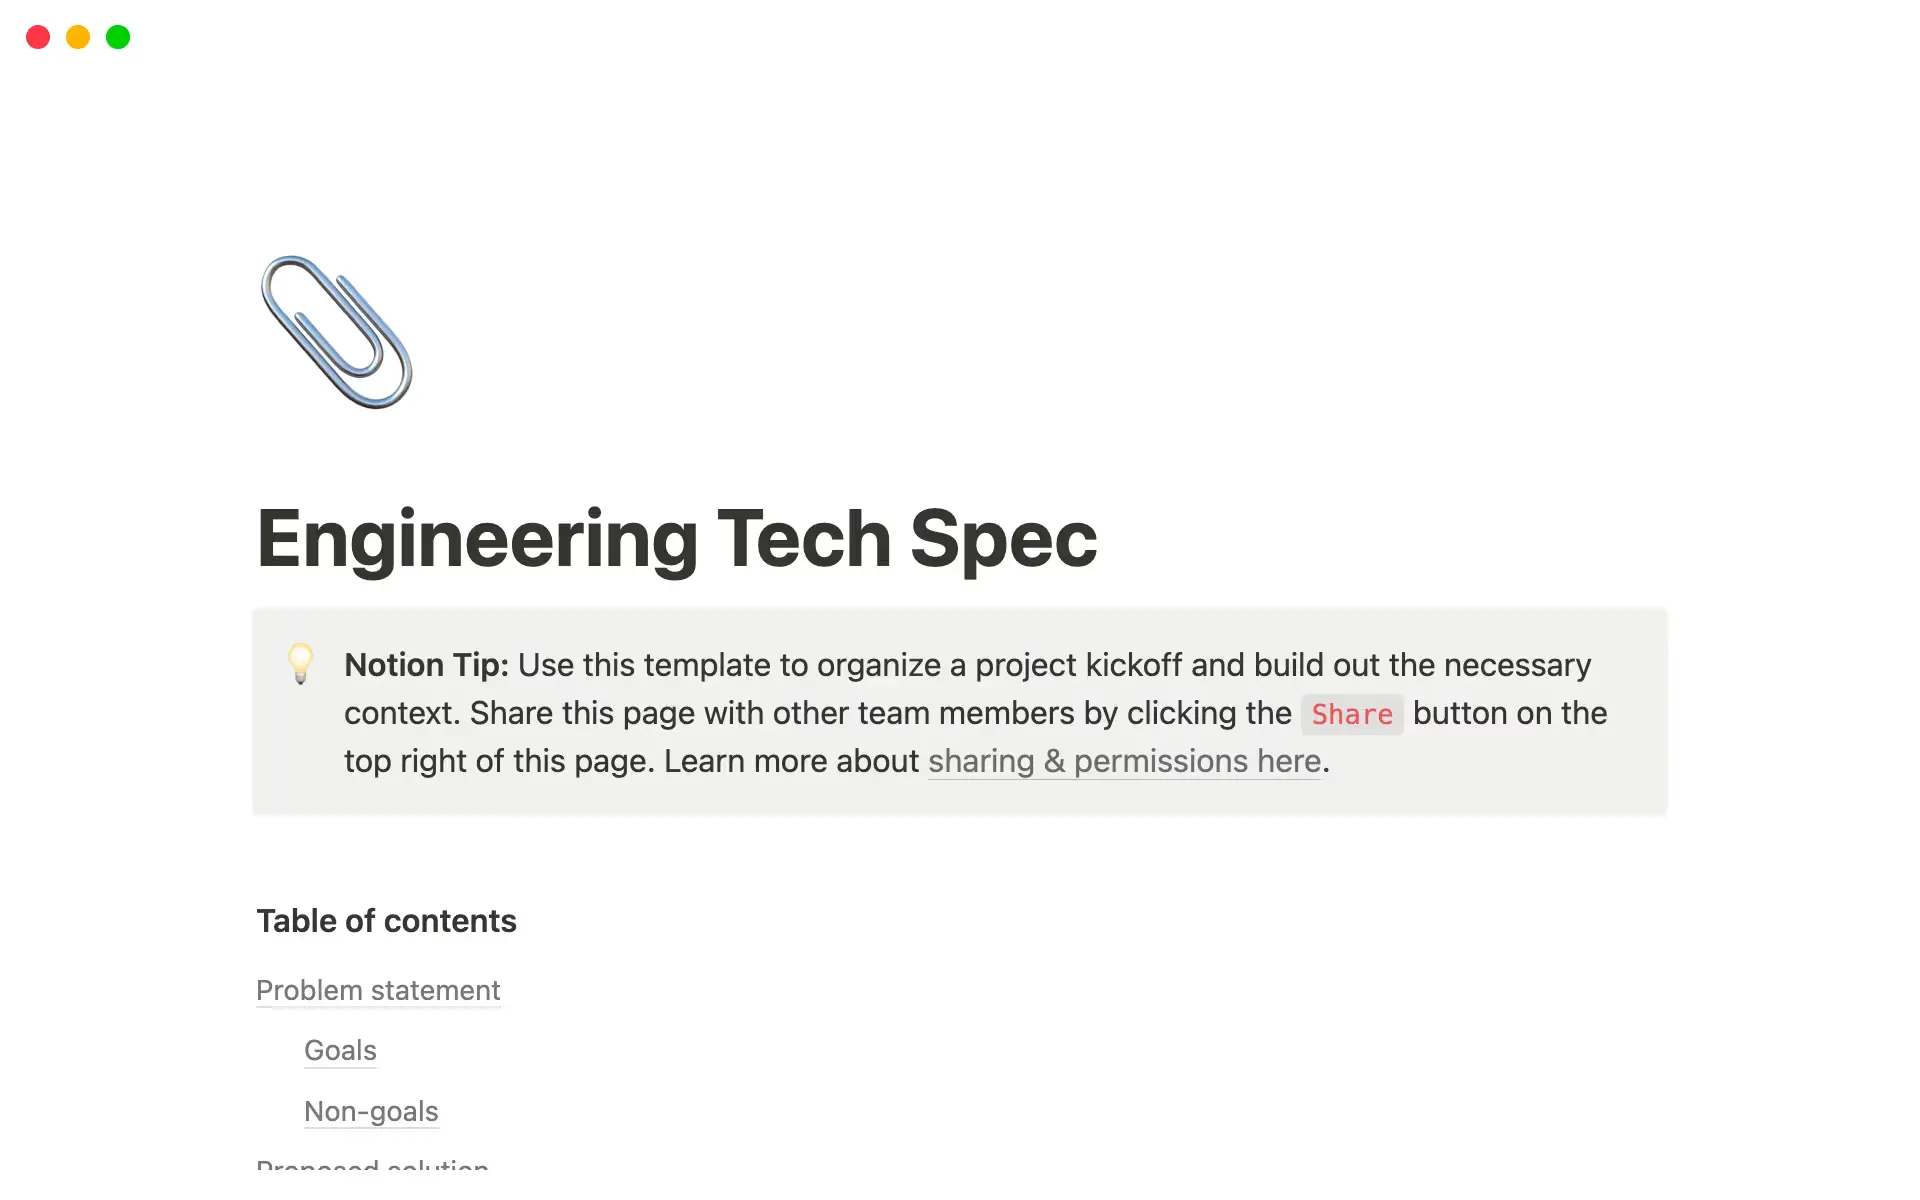 Engineering Tech Spec
Notion Tip: Use this template to organize a project kickoff and build out the necessary
context. Share this page with other team members by clicking the Share button on the
top right of this page. Learn more about sharing & permissions here.
Table of contents
Problem statement
Goals
Non-goals
Proposed solution